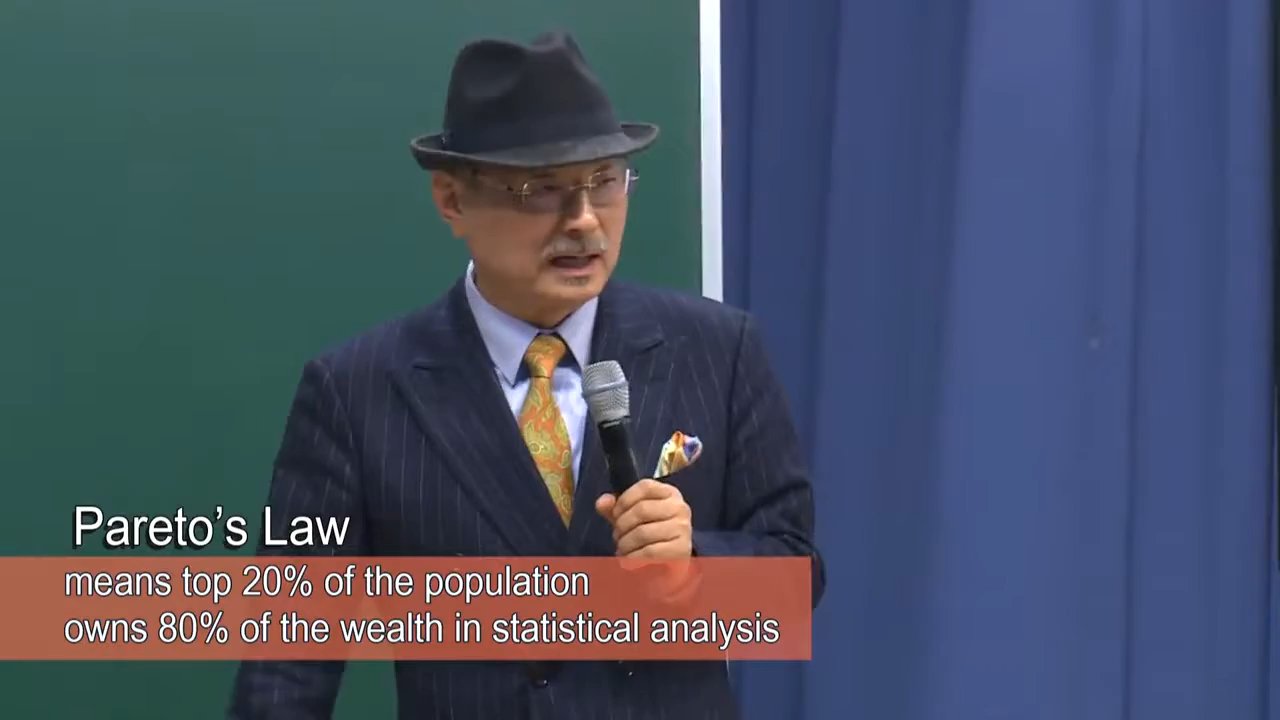 Pareto’s Law
means top 20% of the population
owns 80% of the wealth in statistical analysis